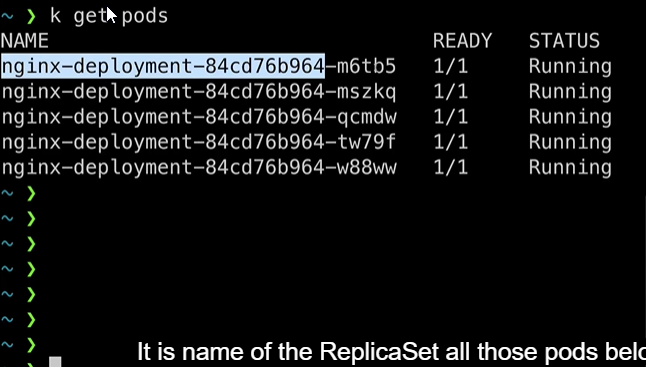 ~ ❯ k get pods
NAME READY STATUS
nginx-deployment-84cd76b964-m6tb5 1/1 Running
nginx-deployment-84cd76b964-mszkq 1/1 Running
nginx-deployment-84cd76b964-qcmdw 1/1 Running
nginx-deployment-84cd76b964-tw79f 1/1 Running
nginx-deployment-84cd76b964-w88ww 1/1 Running
~ ❯
~ ❯
~ ❯
~ ❯
~ ❯
~ ❯
~ ❯
It is name of the ReplicaSet all those pods